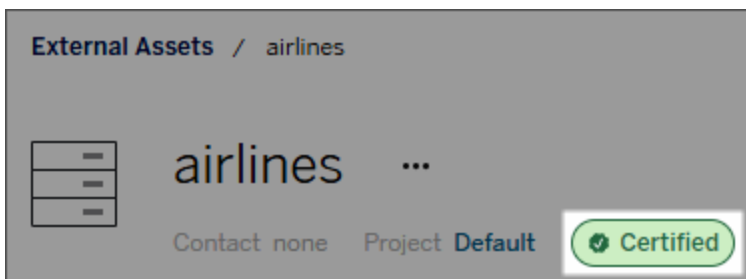 External Assets / airlines
airlines ...
Contact none Project Default Certified